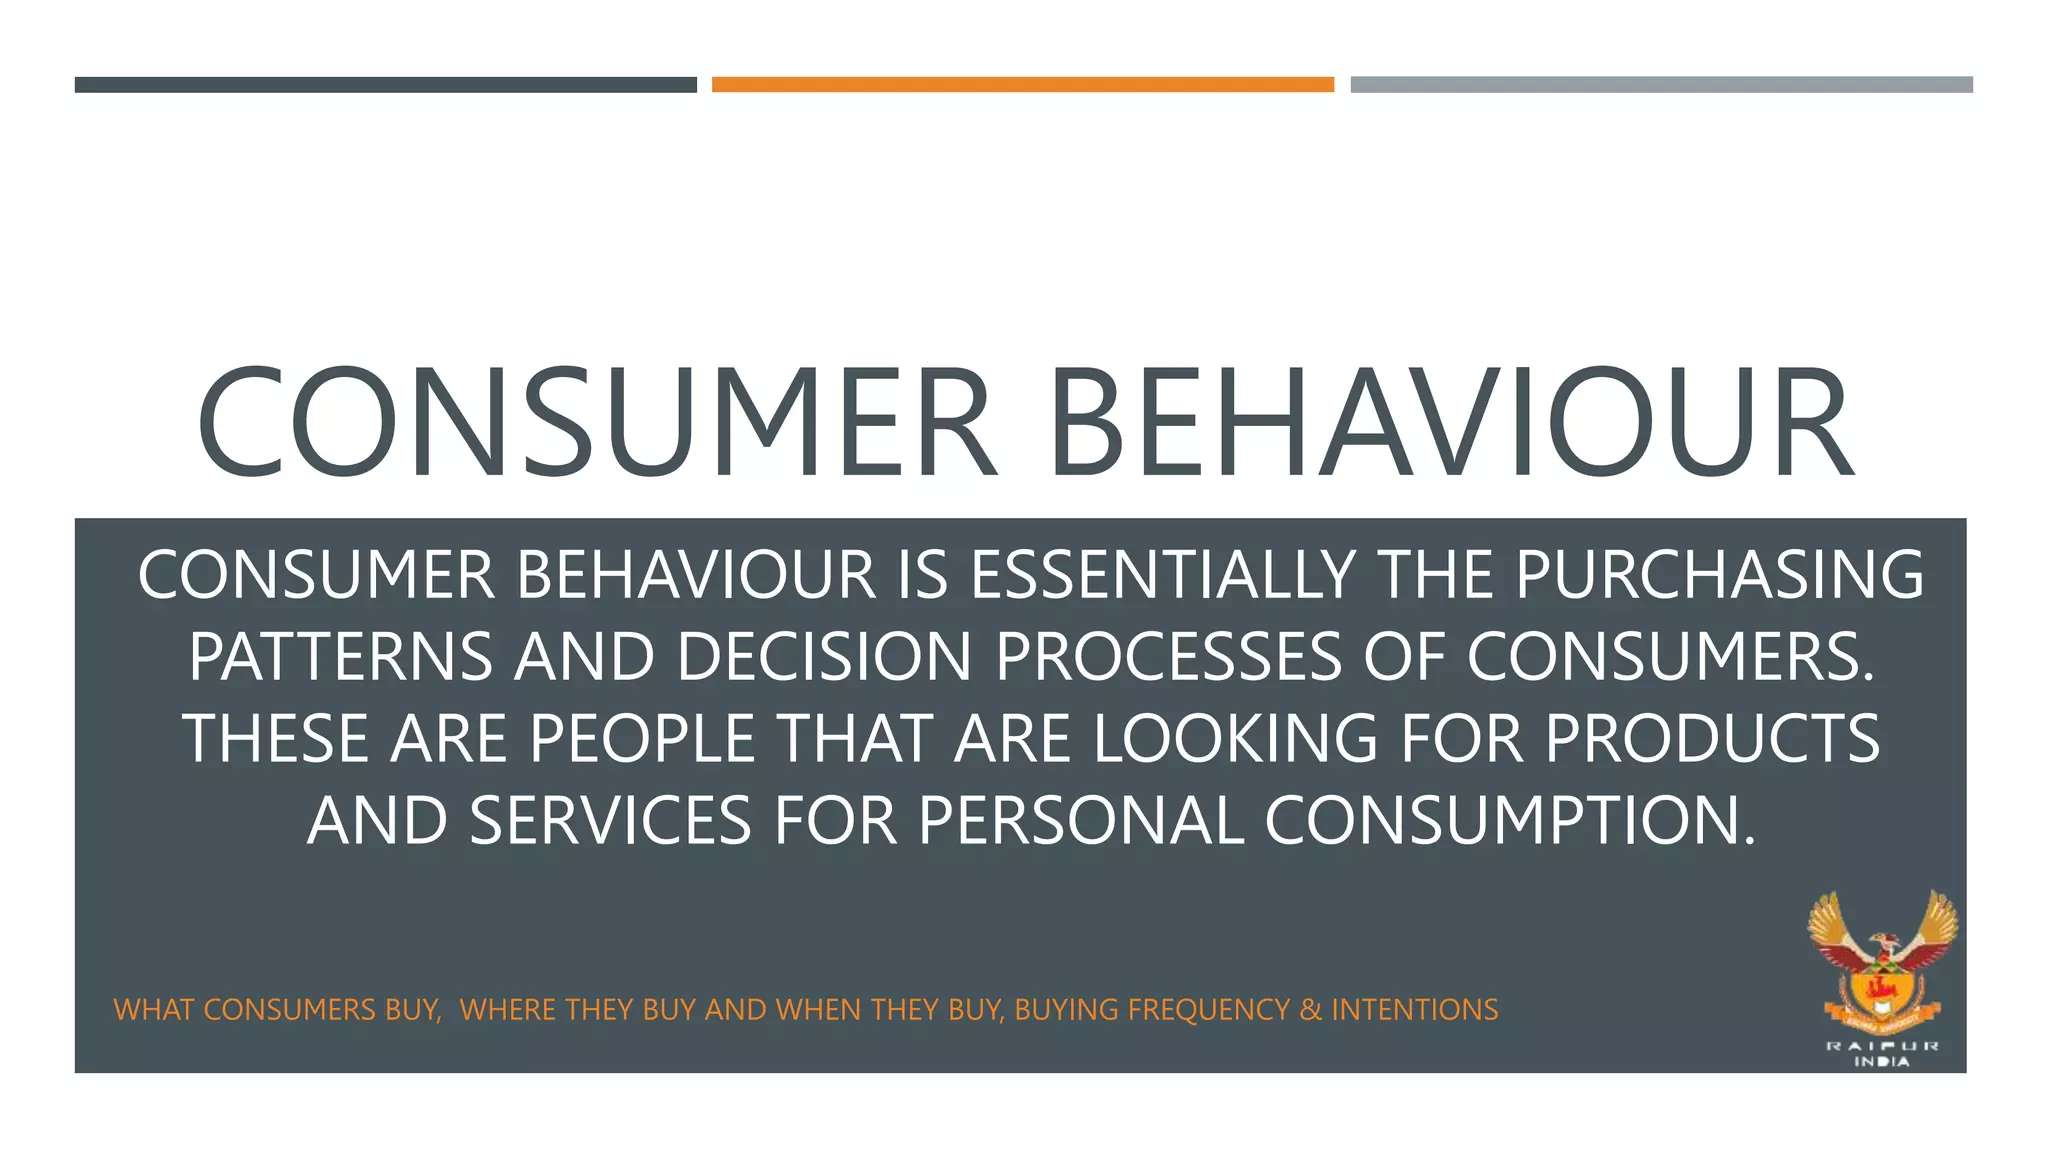 CONSUMER BEHAVIOUR
CONSUMER BEHAVIOUR IS ESSENTIALLY THE PURCHASING
PATTERNS AND DECISION PROCESSES OF CONSUMERS.
THESE ARE PEOPLE THAT ARE LOOKING FOR PRODUCTS
AND SERVICES FOR PERSONAL CONSUMPTION.
WHAT CONSUMERS BUY, WHERE THEY BUY AND WHEN THEY BUY, BUYING FREQUENCY & INTENTIONS
RAIPUR
INDIA